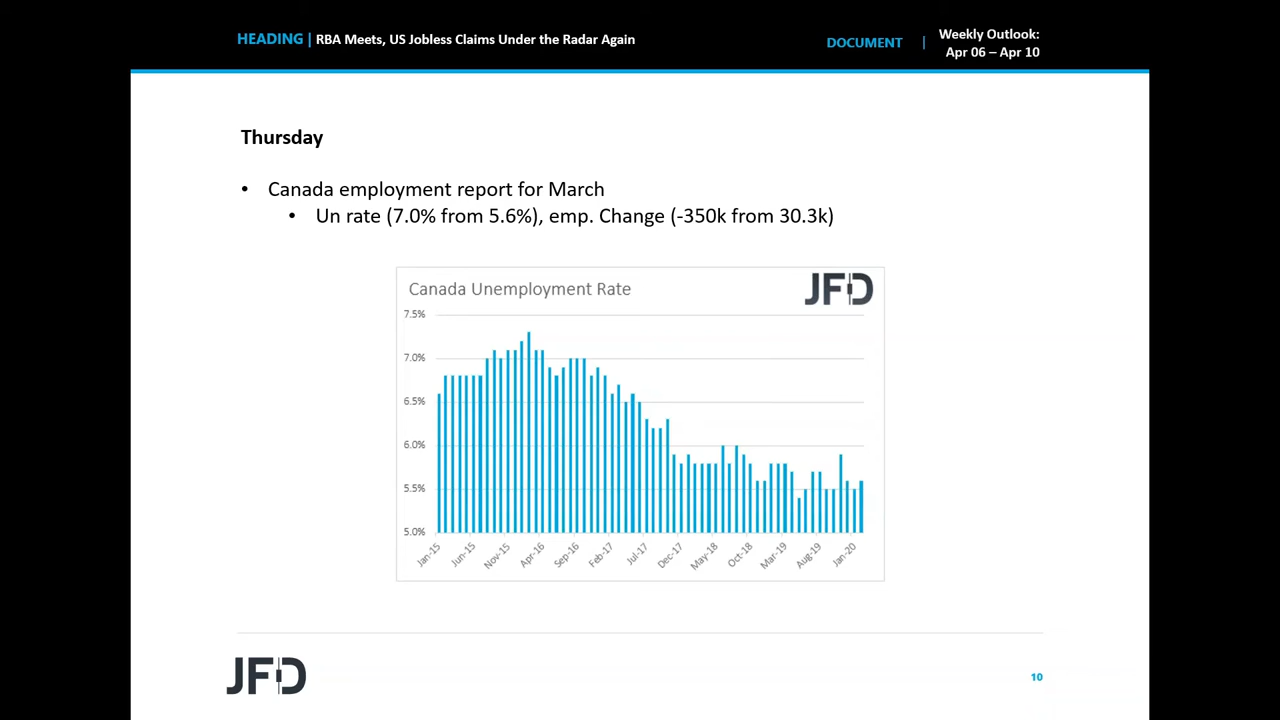 HEADING | RBA Meets, US Jobless Claims Under the Radar Again
DOCUMENT |
Weekly Outlook:
Apr 06 – Apr 10
Thursday
• Canada employment report for March
• Un rate (7.0% from 5.6%), emp. Change (-350k from 30.3k)
Canada Unemployment Rate
JFD
7.5%
7.0%
6.5%
6.0%
5.5%
5.0%
Jan-15
Jun-15
Nov-15
Apr-16
Sep-16
Feb-17
Jul-17
Dec-17
May-18
Oct-18
Mar-19
Aug-19
Jan-20
JFD
10